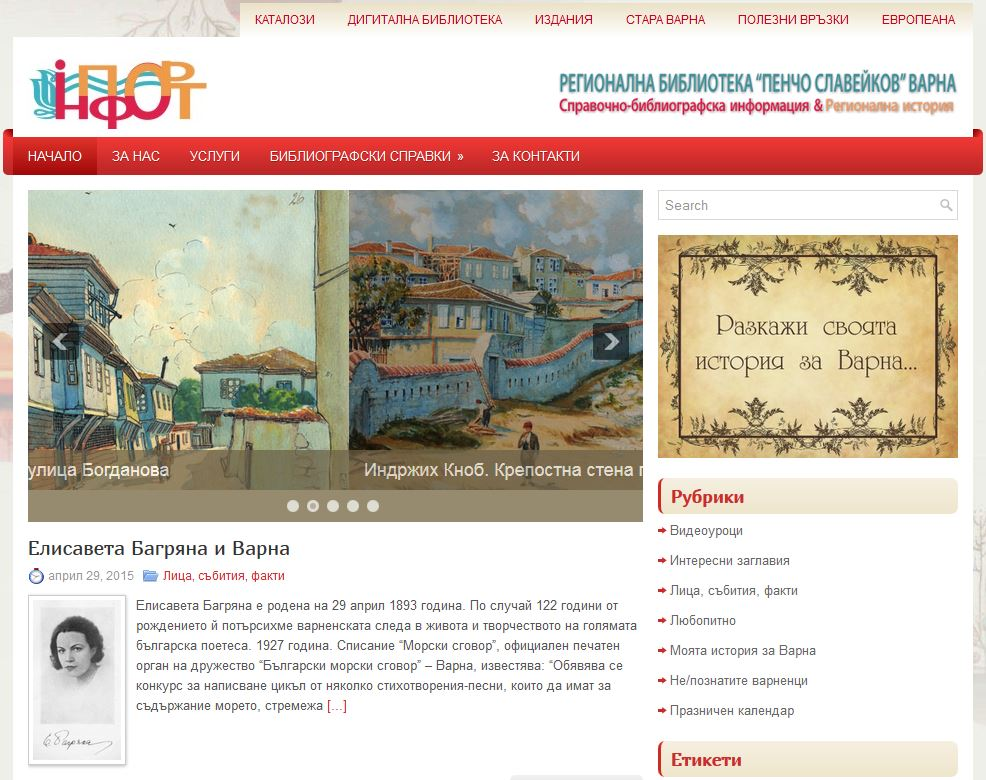 КАТАЛОЗИ ДИГИТАЛНА БИБЛИОТЕКА ИЗДАНИЯ СТАРА ВАРНА ПОЛЕЗНИ ВРЪЗКИ ЕВРОПЕАНА
ІНФОПОРТ
РЕГИОНАЛНА БИБЛИОТЕКА "ПЕНЧО СЛАВЕЙКОВ" ВАРНА
Справочно-библиографска информация & Регионална история
НАЧАЛО ЗА НАС УСЛУГИ БИБЛИОГРАФСКИ СПРАВКИ » ЗА КОНТАКТИ
26
улица Богданова
Индржих Кноб. Крепостна стена
Search
Разкажи своята
история за Варна...
Елисавета Багряна и Варна
април 29, 2015 Лица, събития, факти
Елисавета Багряна е родена на 29 април 1893 година. По случай 122 години от
рождението ѝ потърсихме варненската следа в живота и творчеството на голямата
българска поетеса. 1927 година. Списание “Морски сговор”, официален печатен
орган на дружество “Български морски сговор” – Варна, известява: “Обявява се
конкурс за написване цикъл от няколко стихотворения-песни, които да имат за
съдържание морето, стремежа [...]
Е. Багряна
Рубрики
Видеоуроци
Интересни заглавия
Лица, събития, факти
Любопитно
Моята история за Варна
Не/познатите варненци
Празничен календар
Етикети